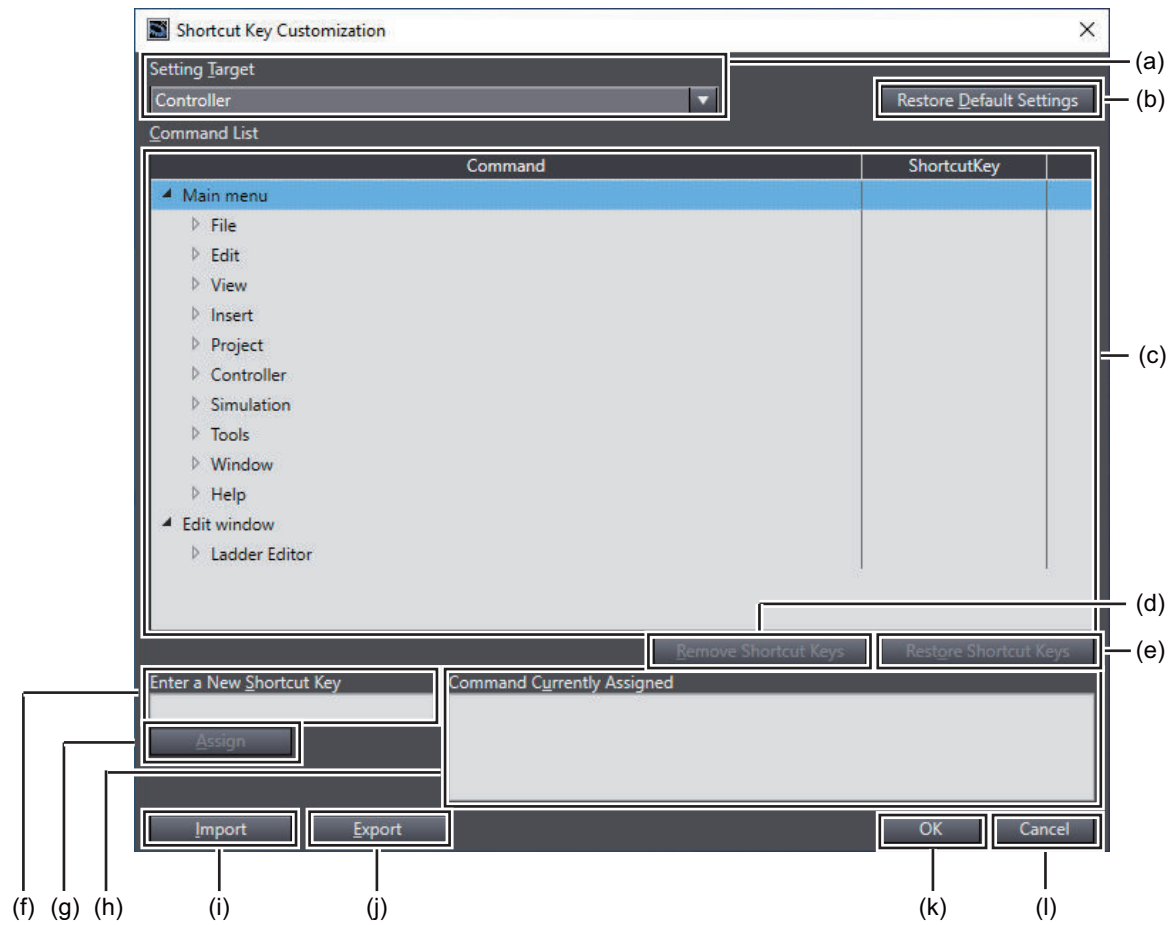 Shortcut Key Customization
Setting Target
(a)
Controller
Restore Default Settings
(b)
Command List
Command ShortcutKey
Main menu
File
Edit
View
Insert
Project
(c)
Controller
Simulation
Tools
Window
Help
Edit window
Ladder Editor
(d)
Remove Shortcut Keys
Restore Shortcut Keys
(e)
Enter a New Shortcut Key
Command Currently Assigned
Assign
Import
Export
OK
Cancel
(f) (g) (h) (i) (j) (k) (l)